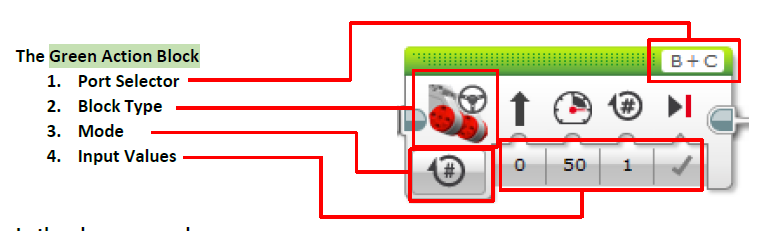 The Green Action Block
1. Port Selector
2. Block Type
3. Mode
4. Input Values
B + C
#
#
0 50 1